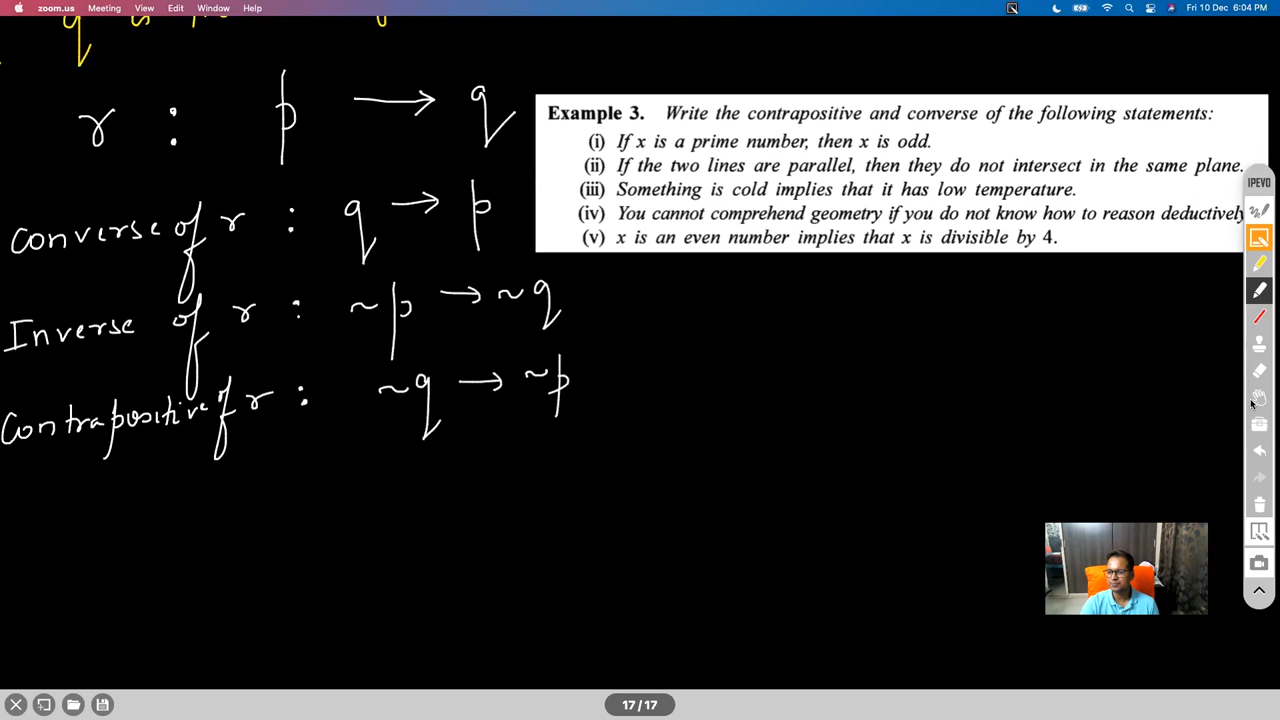 zoom.us Meeting View Edit Window Help Fri 10 Dec 6:04 PM
r : p → q
Converse of r : q → p
Inverse of r : ~p → ~q
Contrapositive of r : ~q → ~p
Example 3. Write the contrapositive and converse of the following statements:
(i) If x is a prime number, then x is odd.
(ii) If the two lines are parallel, then they do not intersect in the same plane.
(iii) Something is cold implies that it has low temperature.
(iv) You cannot comprehend geometry if you do not know how to reason deductively
(v) x is an even number implies that x is divisible by 4.
IPEVO
17/17